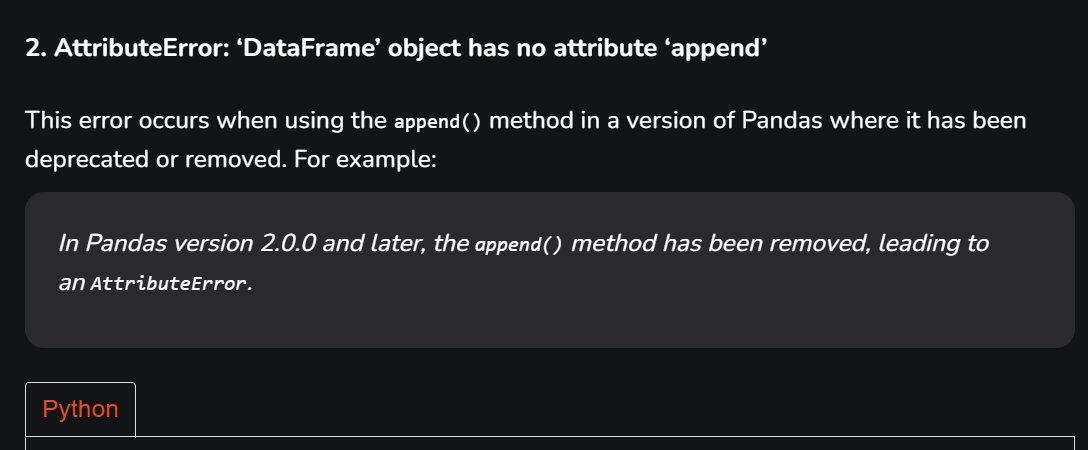 2. AttributeError: ‘DataFrame’ object has no attribute ‘append’
This error occurs when using the append() method in a version of Pandas where it has been
deprecated or removed. For example:
In Pandas version 2.0.0 and later, the append() method has been removed, leading to
an AttributeError.
Python